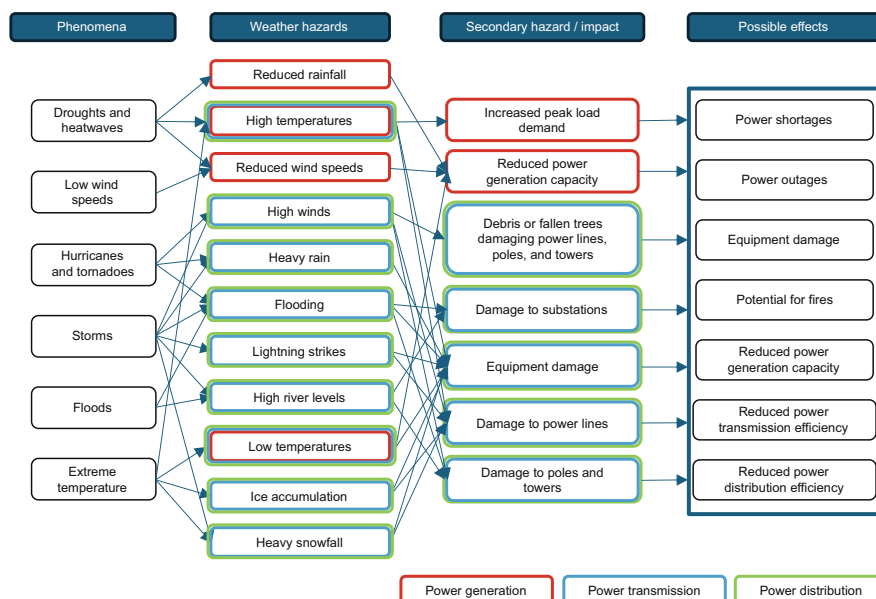 Phenomena
Weather hazards
Secondary hazard / impact
Possible effects
Droughts and
heatwaves
Low wind
speeds
Hurricanes
and tornadoes
Storms
Floods
Extreme
temperature
Reduced rainfall
High temperatures
Reduced wind speeds
High winds
Heavy rain
Flooding
Lightning strikes
High river levels
Low temperatures
Ice accumulation
Heavy snowfall
Increased peak load
demand
Reduced power
generation capacity
Debris or fallen trees
damaging power lines,
poles, and towers
Damage to substations
Equipment damage
Damage to power lines
Damage to poles and
towers
Power shortages
Power outages
Equipment damage
Potential for fires
Reduced power
generation capacity
Reduced power
transmission efficiency
Reduced power
distribution efficiency
Power generation
Power transmission
Power distribution